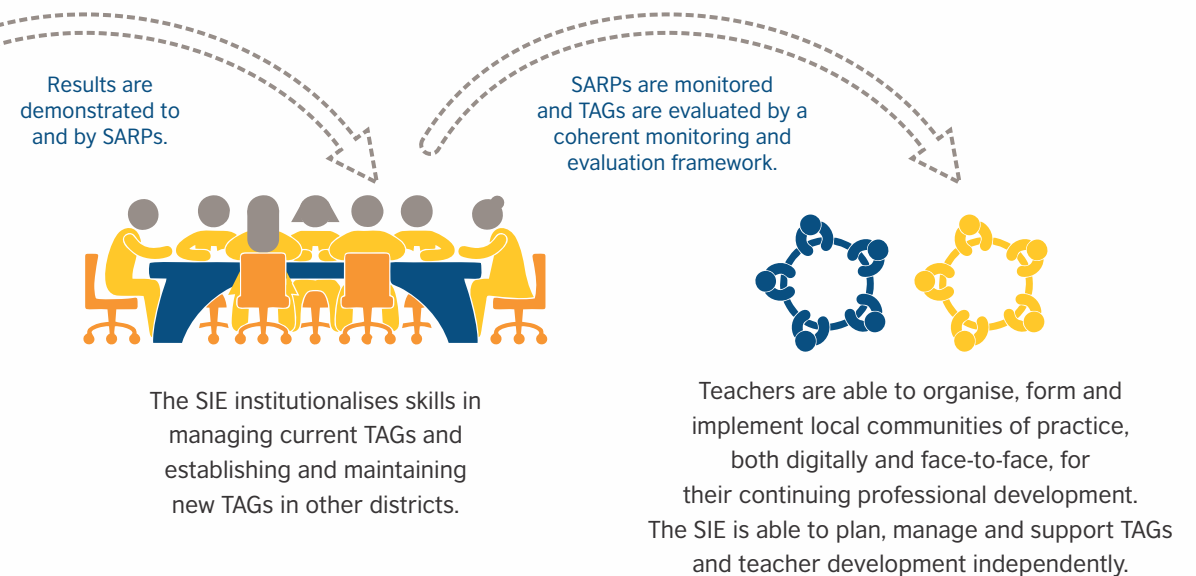 Results are
demonstrated to
and by SARPs.
SARPs are monitored
and TAGs are evaluated by a
coherent monitoring and
evaluation framework.
The SIE institutionalises skills in
managing current TAGs and
establishing and maintaining
new TAGs in other districts.
Teachers are able to organise, form and
implement local communities of practice,
both digitally and face-to-face, for
their continuing professional development.
The SIE is able to plan, manage and support TAGs
and teacher development independently.